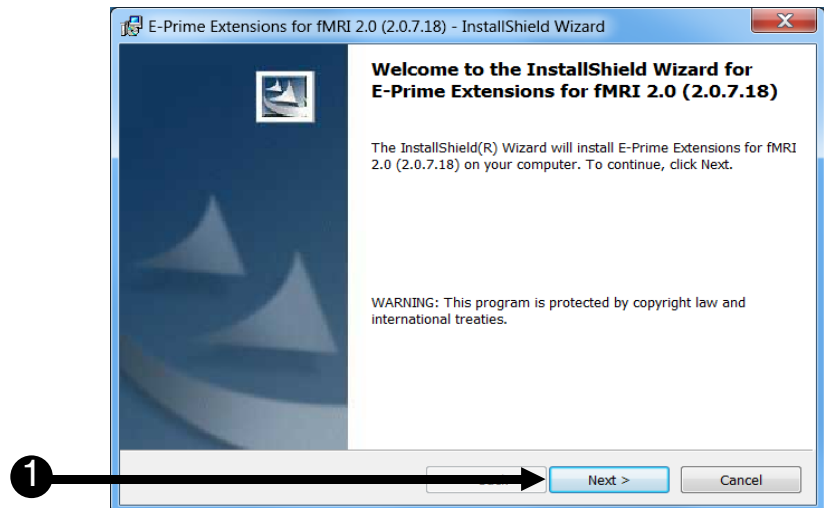 E-Prime Extensions for fMRI 2.0 (2.0.7.18) - InstallShield Wizard
Welcome to the InstallShield Wizard for
E-Prime Extensions for fMRI 2.0 (2.0.7.18)
The InstallShield(R) Wizard will install E-Prime Extensions for fMRI
2.0 (2.0.7.18) on your computer. To continue, click Next.
WARNING: This program is protected by copyright law and
international treaties.
1
Next >
Cancel